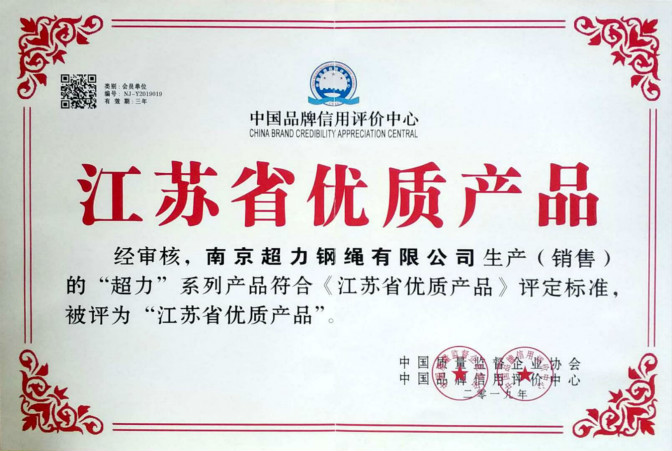 类别:会员单位
编号:NJ-Y2019019
有效期:三年
中国品牌信用评价中心
CHINA BRAND CREDIBILITY APPRECIATION CENTRAL
江苏省优质产品
经审核，南京超力钢绳有限公司生产（销售）
的“超力”系列产品符合《江苏省优质产品》评定标准，
被评为“江苏省优质产品”。
中国质量监督企业协会
中国品牌信用评价中心
二零一九年